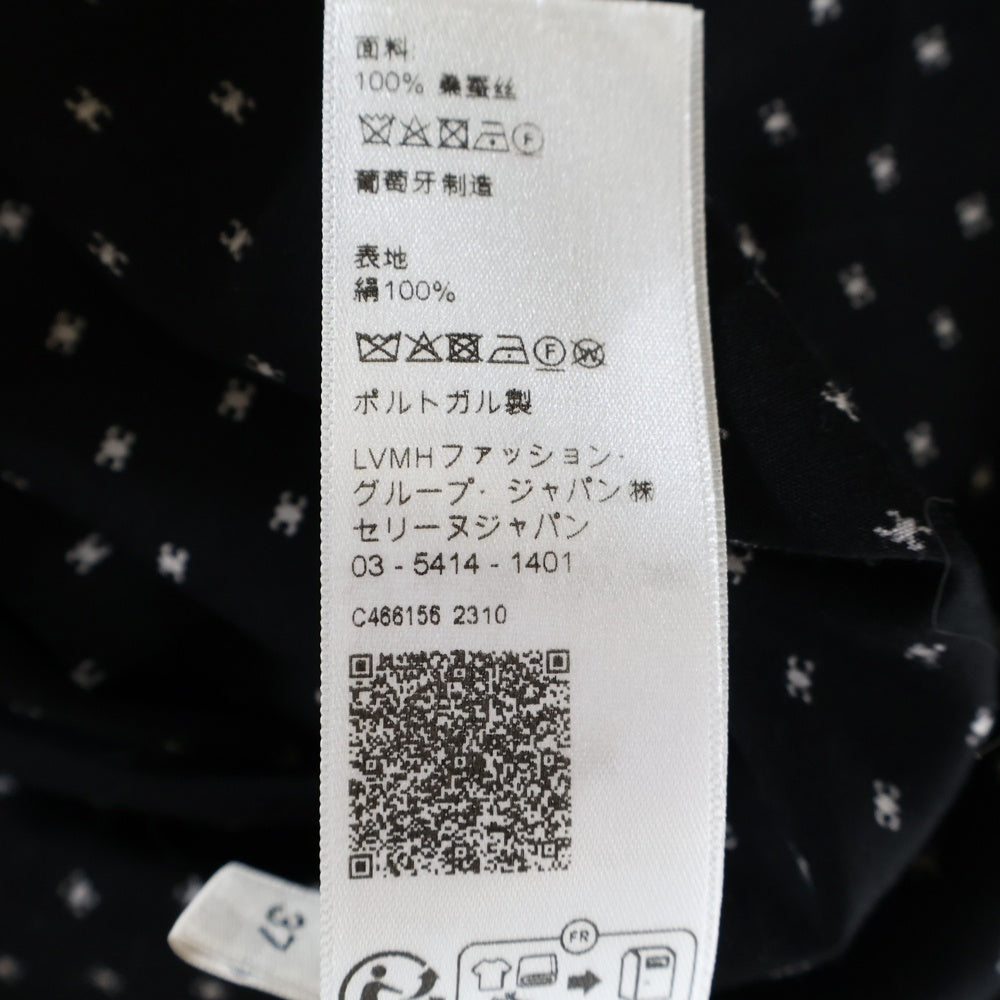 面料:
100% 桑蚕丝
F
葡萄牙制造
表地
絹100%
F W
ポルトガル製
LVMHファッション・
グループ・ジャパン㈱
セリーヌジャパン
03 - 5414 - 1401
C466156 2310
37
FR